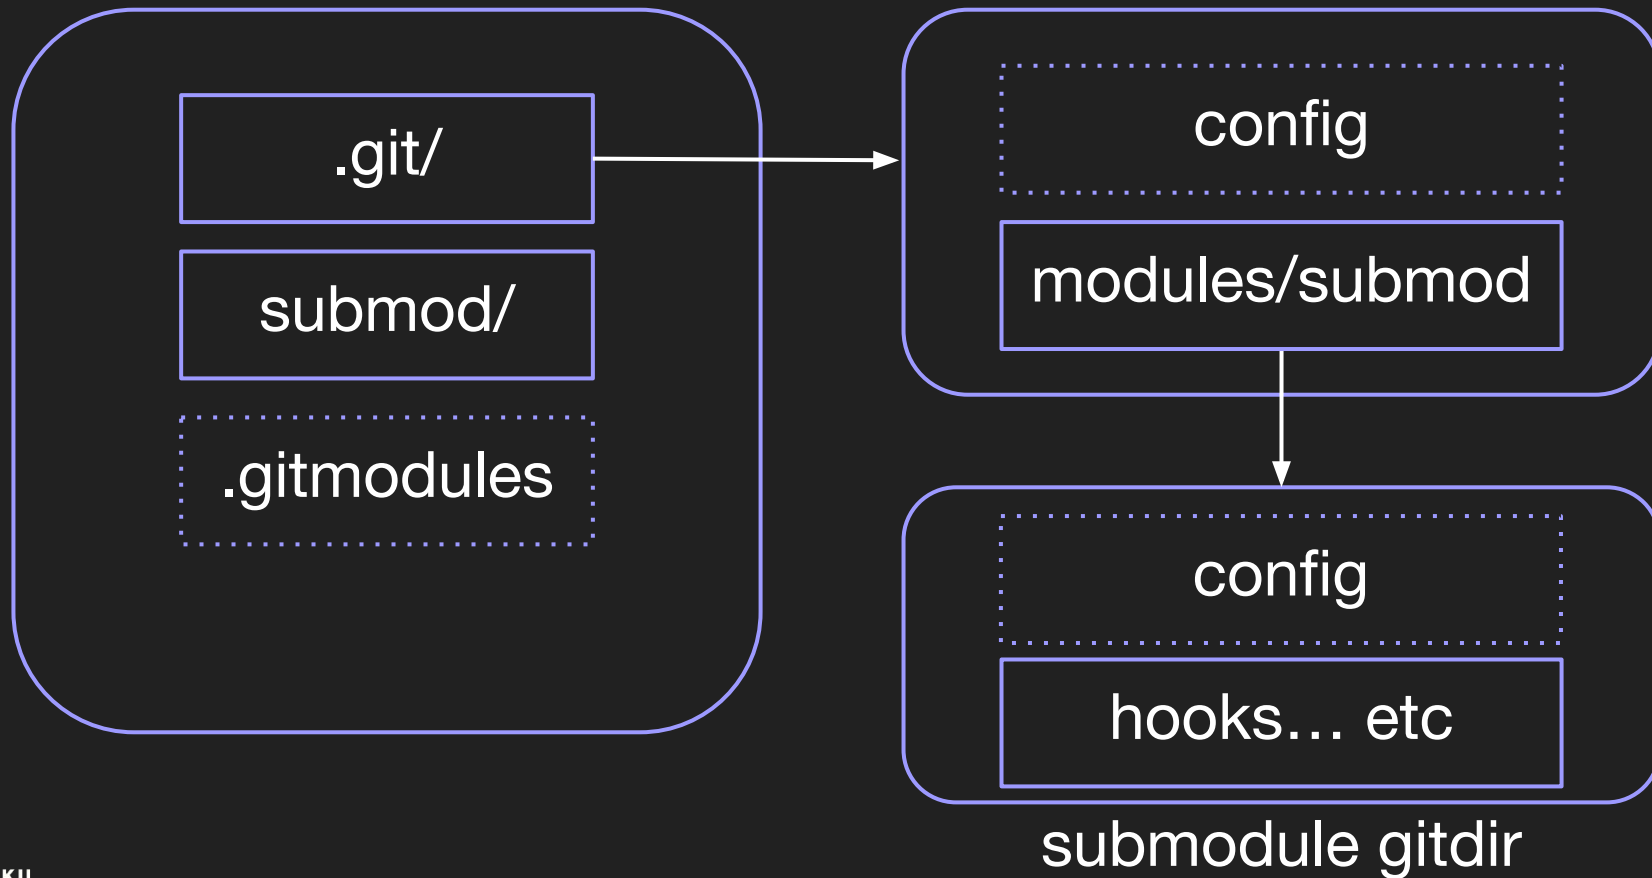 .git/
submod/
.gitmodules
config
modules/submod
config
hooks… etc
submodule gitdir